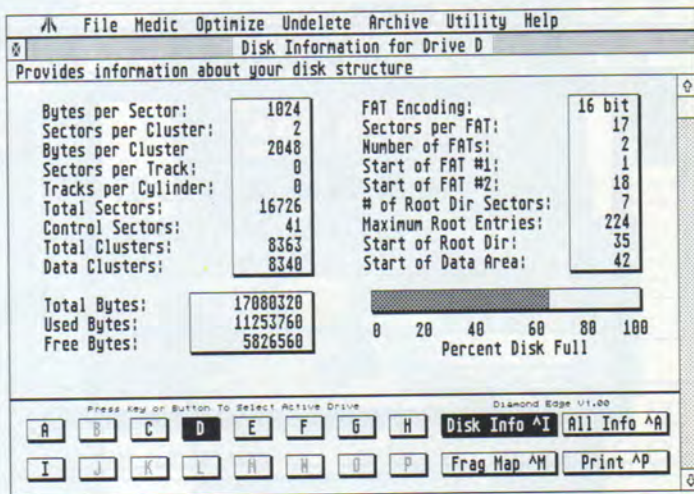 File Medic Optimize Undelete Archive Utility Help
Disk Information for Drive D
Provides information about your disk structure
Bytes per Sector: 1024
Sectors per Cluster: 2
Bytes per Cluster 2048
Sectors per Track: 0
Tracks per Cylinder: 0
Total Sectors: 16726
Control Sectors: 41
Total Clusters: 8363
Data Clusters: 8340
FAT Encoding: 16 bit
Sectors per FAT: 17
Number of FATs: 2
Start of FAT #1: 1
Start of FAT #2: 18
# of Root Dir Sectors: 7
Maximum Root Entries: 224
Start of Root Dir: 35
Start of Data Area: 42
Total Bytes: 17080320
Used Bytes: 11253760
Free Bytes: 5826560
0 20 40 60 80 100
Percent Disk Full
Press Key or Button To Select Active Drive
Diamond Edge V1.00
A B C D E F G H Disk Info ^I All Info ^A
I J K L M N O P Frag Map ^M Print ^P